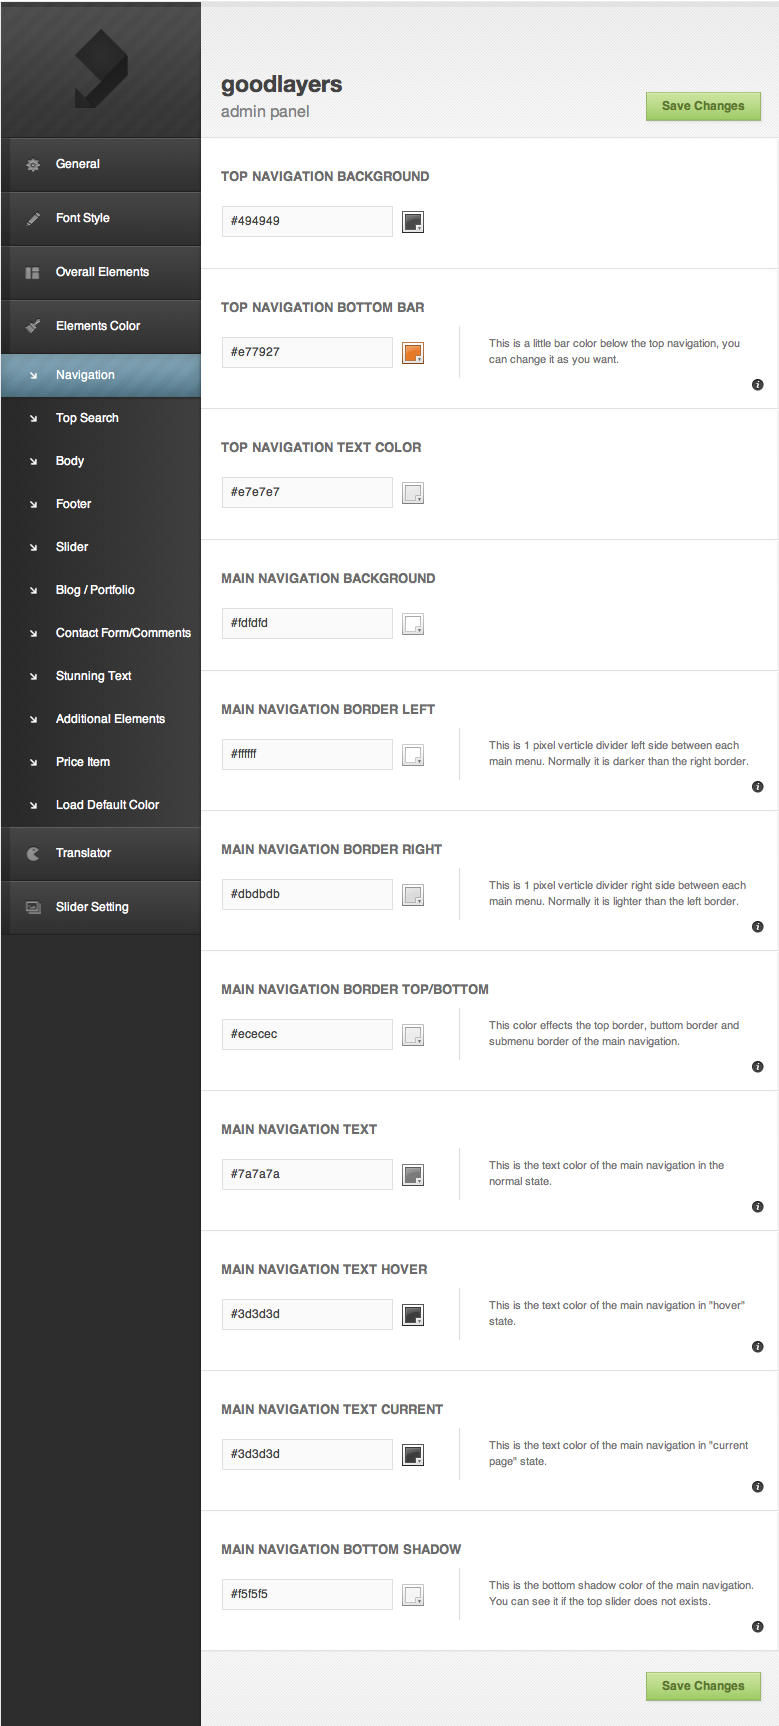 goodlayers
admin panel
Save Changes
General
Font Style
Overall Elements
Elements Color
Navigation
Top Search
Body
Footer
Slider
Blog / Portfolio
Contact Form/Comments
Stunning Text
Additional Elements
Price Item
Load Default Color
Translator
Slider Setting
TOP NAVIGATION BACKGROUND
#494949
TOP NAVIGATION BOTTOM BAR
#e77927
This is a little bar color below the top navigation, you
can change it as you want.
TOP NAVIGATION TEXT COLOR
#e7e7e7
MAIN NAVIGATION BACKGROUND
#fdfdfd
MAIN NAVIGATION BORDER LEFT
#ffffff
This is 1 pixel verticle divider left side between each
main menu. Normally it is darker than the right border.
MAIN NAVIGATION BORDER RIGHT
#dbdbdb
This is 1 pixel verticle divider right side between each
main menu. Normally it is lighter than the left border.
MAIN NAVIGATION BORDER TOP/BOTTOM
#ececec
This color effects the top border, buttom border and
submenu border of the main navigation.
MAIN NAVIGATION TEXT
#7a7a7a
This is the text color of the main navigation in the
normal state.
MAIN NAVIGATION TEXT HOVER
#3d3d3d
This is the text color of the main navigation in "hover"
state.
MAIN NAVIGATION TEXT CURRENT
#3d3d3d
This is the text color of the main navigation in "current
page" state.
MAIN NAVIGATION BOTTOM SHADOW
#f5f5f5
This is the bottom shadow color of the main navigation.
You can see it if the top slider does not exists.
Save Changes